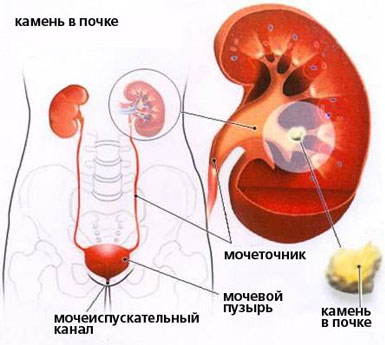 камень в почке
мочеточник
мочевой
пузырь
мочеиспускательный
канал
камень
в почке